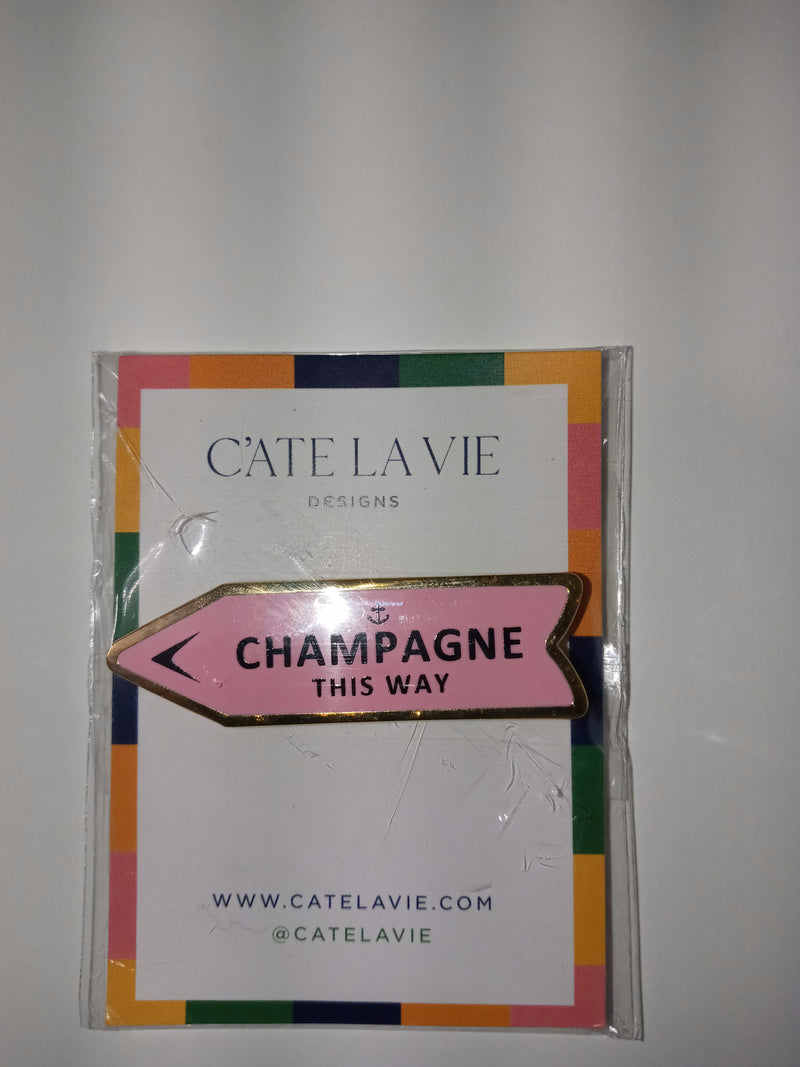 C'ATE LA VIE
DESIGNS
CHAMPAGNE
THIS WAY
WWW.CATELAVIE.COM
@CATELAVIE